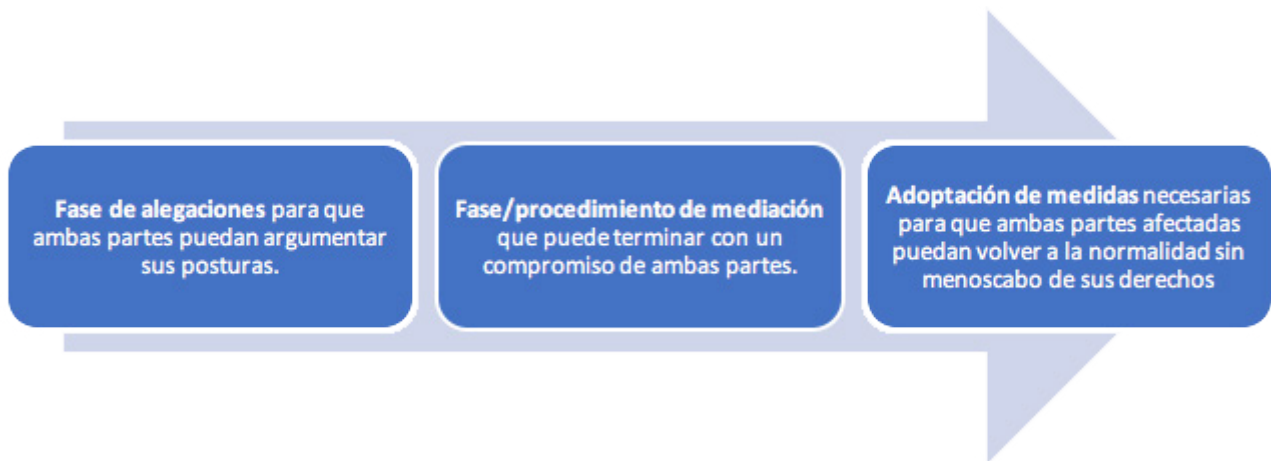 Fase de alegaciones para que
ambas partes puedan argumentar
sus posturas.
Fase/procedimiento de mediación
que puede terminar con un
compromiso de ambas partes.
Adoptación de medidas necesarias
para que ambas partes afectadas
puedan volver a la normalidad sin
menoscabo de sus derechos